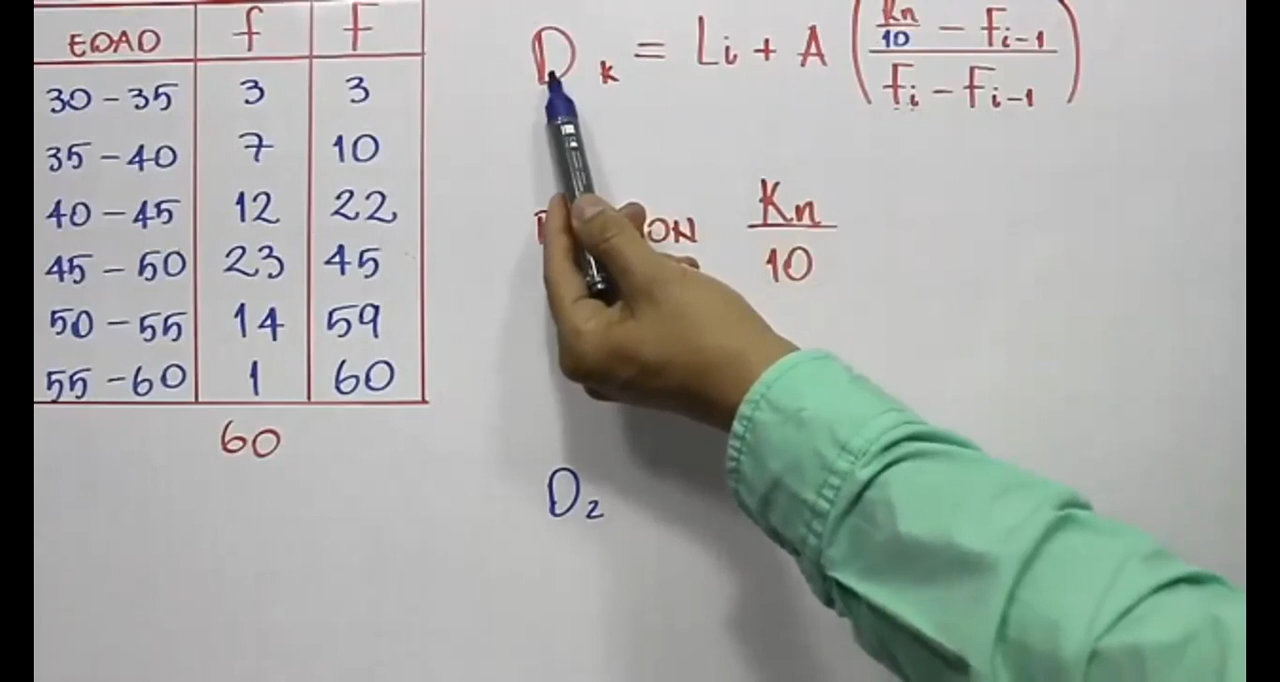 EDAD f F
30-35 3 3
35-40 7 10
40-45 12 22
45-50 23 45
50-55 14 59
55-60 1 60
60
D k = Li + A ( Kn/10 - Fi-1 / Fi - Fi-1 )
Kn/10
D2